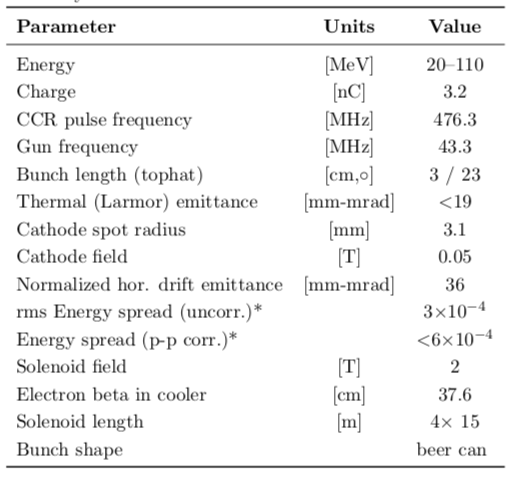 Parameter Units Value
Energy [MeV] 20–110
Charge [nC] 3.2
CCR pulse frequency [MHz] 476.3
Gun frequency [MHz] 43.3
Bunch length (tophat) [cm,∘] 3 / 23
Thermal (Larmor) emittance [mm-mrad] <19
Cathode spot radius [mm] 3.1
Cathode field [T] 0.05
Normalized hor. drift emittance [mm-mrad] 36
rms Energy spread (uncorr.)* 3×10⁻⁴
Energy spread (p-p corr.)* <6×10⁻⁴
Solenoid field [T] 2
Electron beta in cooler [cm] 37.6
Solenoid length [m] 4× 15
Bunch shape beer can